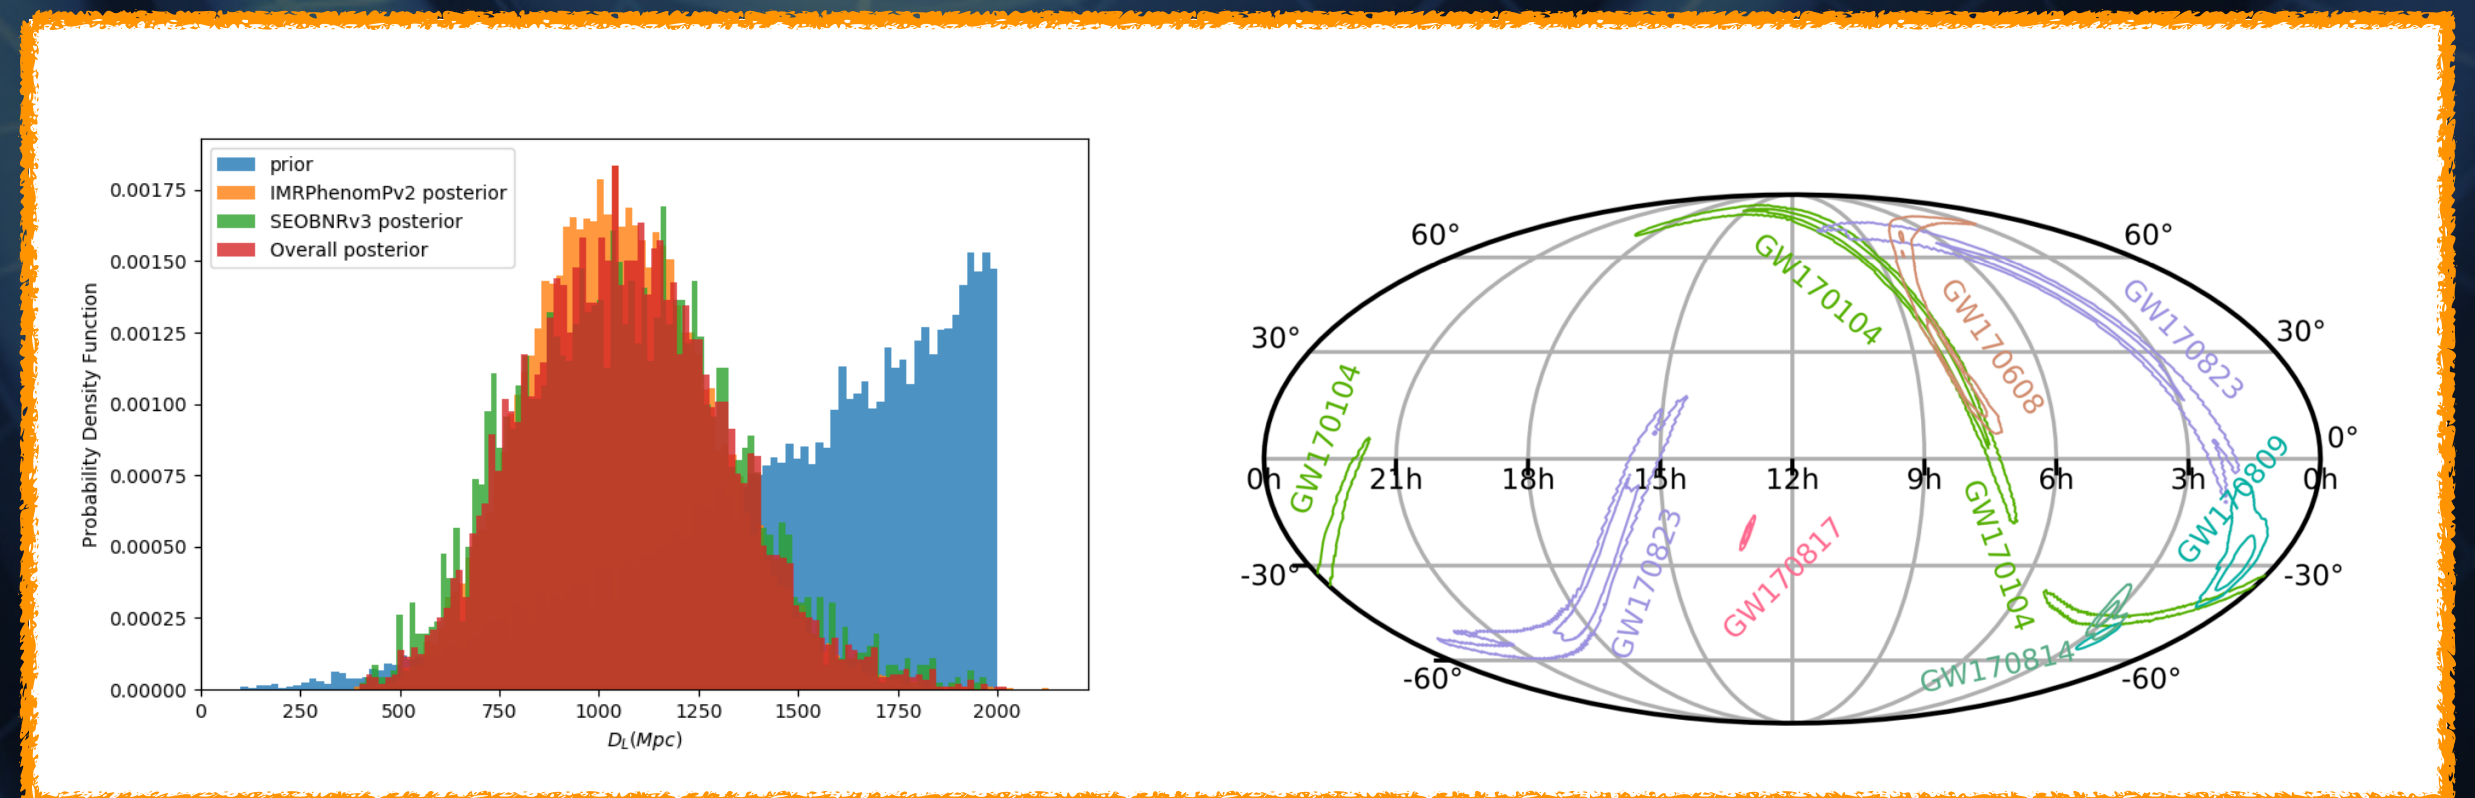 prior
IMRPhenomPv2 posterior
SEOBNRv3 posterior
Overall posterior
Probability Density Function
0.00175
0.00150
0.00125
0.00100
0.00075
0.00050
0.00025
0.00000
0 250 500 750 1000 1250 1500 1750 2000
D_L(Mpc)
60° 60°
GW170104
GW170608
GW170823
30° 30°
GW170104
0°
0h 21h 18h 15h 12h 9h 6h 3h 0h
GW170809
GW170823
GW170817
GW170104
-30° -30°
GW170814
-60° -60°